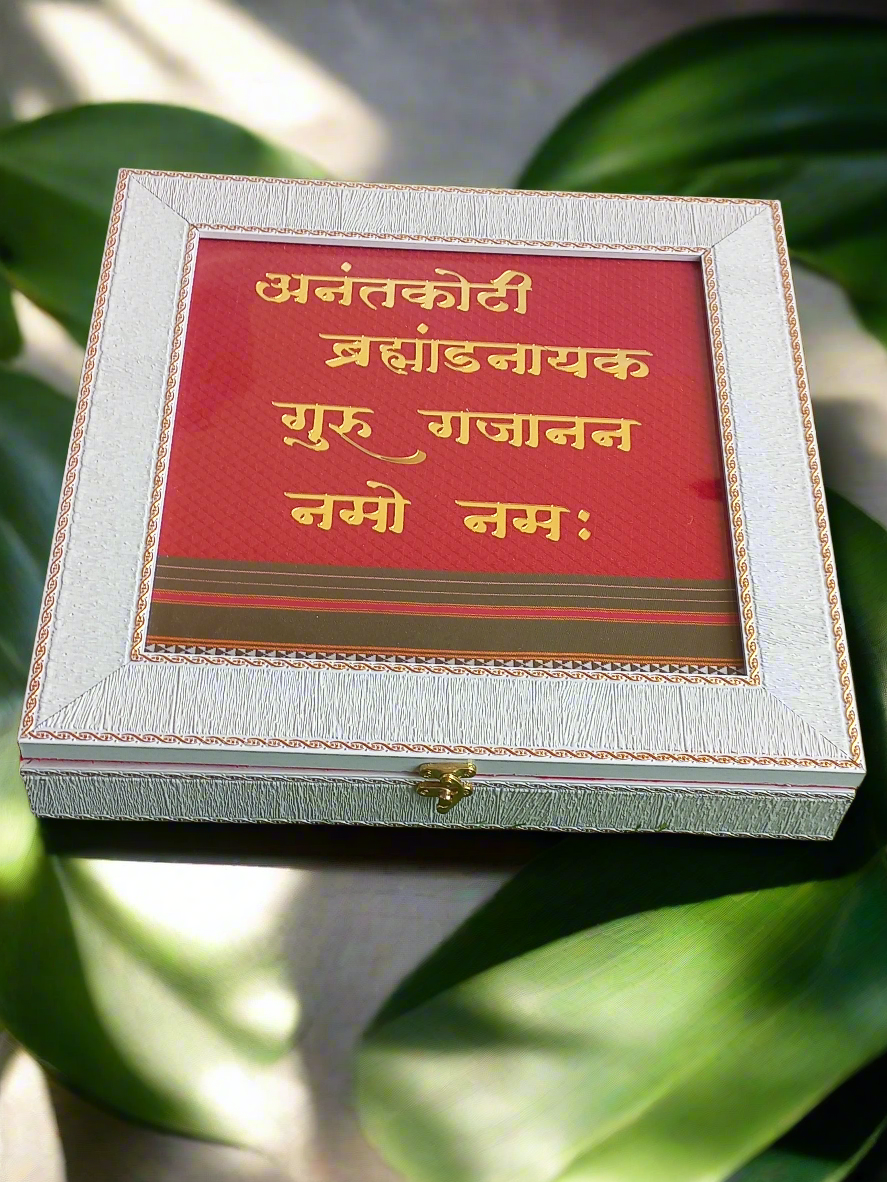 अनंतकोटी
ब्रह्मांडनायक
गुरु गजानन
नमो नमः